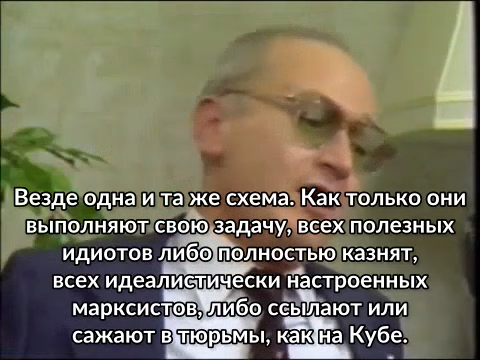 Везде одна и та же схема. Как только они
выполняют свою задачу, всех полезных
идиотов либо полностью казнят,
всех идеалистически настроенных
марксистов, либо ссылают или
сажают в тюрьмы, как на Кубе.